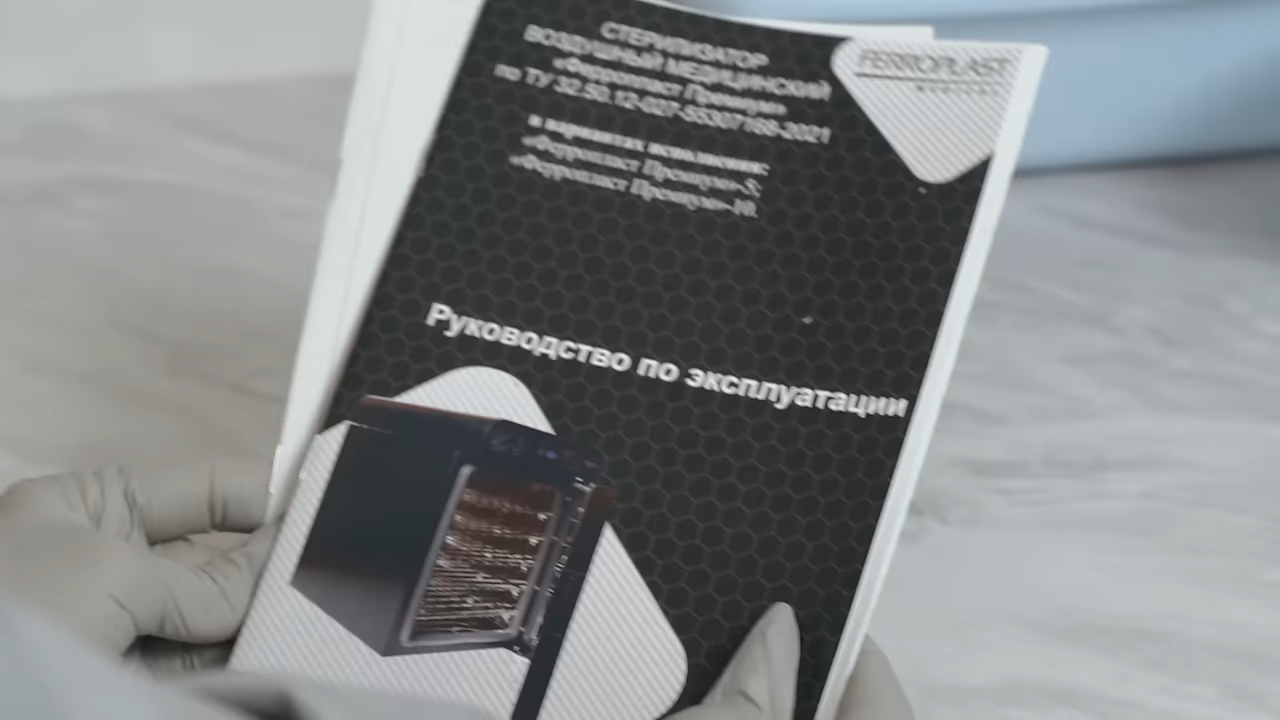 СТЕРИЛИЗАТОР
ВОЗДУШНЫЙ МЕДИЦИНСКИЙ
«Ферропласт Премиум»
по ТУ 32.50.12-027-55307168-2021
в вариантах исполнения:
«Ферропласт Премиум»-5;
«Ферропласт Премиум»-10.
FERROPLAST
MEDICAL
Руководство по эксплуатации